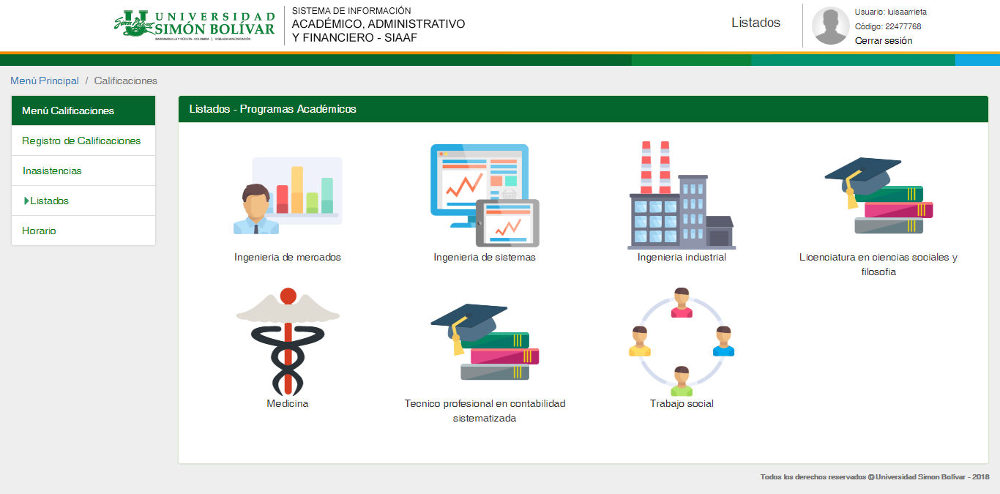 UNIVERSIDAD
SIMÓN BOLÍVAR
BARRANQUILLA Y CÚCUTA - COLOMBIA | VIGILADA MINEDUCACIÓN
SISTEMA DE INFORMACIÓN
ACADÉMICO, ADMINISTRATIVO
Y FINANCIERO - SIAAF
Listados
Usuario: luisaarrieta
Código: 22477768
Cerrar sesión
Menú Principal / Calificaciones
Menú Calificaciones
Registro de Calificaciones
Inasistencias
Listados
Horario
Listados - Programas Académicos
Ingenieria de mercados
Ingenieria de sistemas
Ingenieria industrial
Licenciatura en ciencias sociales y
filosofia
Medicina
Tecnico profesional en contabilidad
sistematizada
Trabajo social
Todos los derechos reservados © Universidad Simon Bolívar - 2018